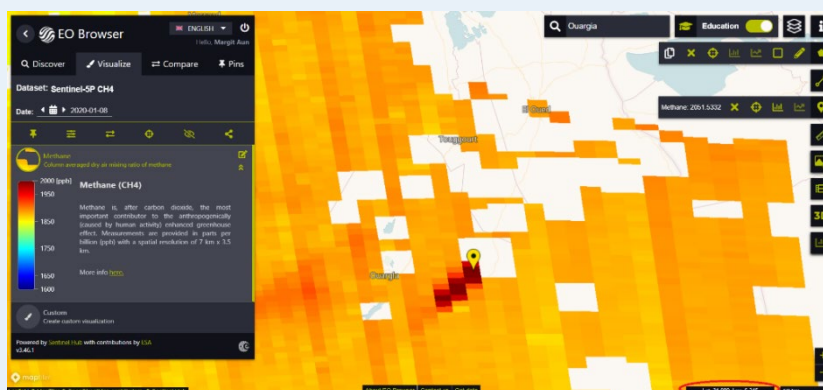 EO Browser
ENGLISH
Hello, Margit Aun
Discover
Visualize
Compare
Pins
Dataset: Sentinel-5P CH4
Date:
2020-01-08
Methane
Column averaged dry air mixing ratio of methane
2000 [ppb]
1950
1850
1750
1650
1600
Methane (CH4)
Methane is, after carbon dioxide, the most
important contributor to the anthropogenically
(caused by human activity) enhanced greenhouse
effect. Measurements are provided in parts per
billion (ppb) with a spatial resolution of 7 km x 3.5
km.
More info here.
Custom
Create custom visualization
Powered by Sentinel Hub with contributions by ESA
v3.46.1
Ouargia
Education
Methane: 2051.5332
El Oued
Touggourt
Ouargla
3D